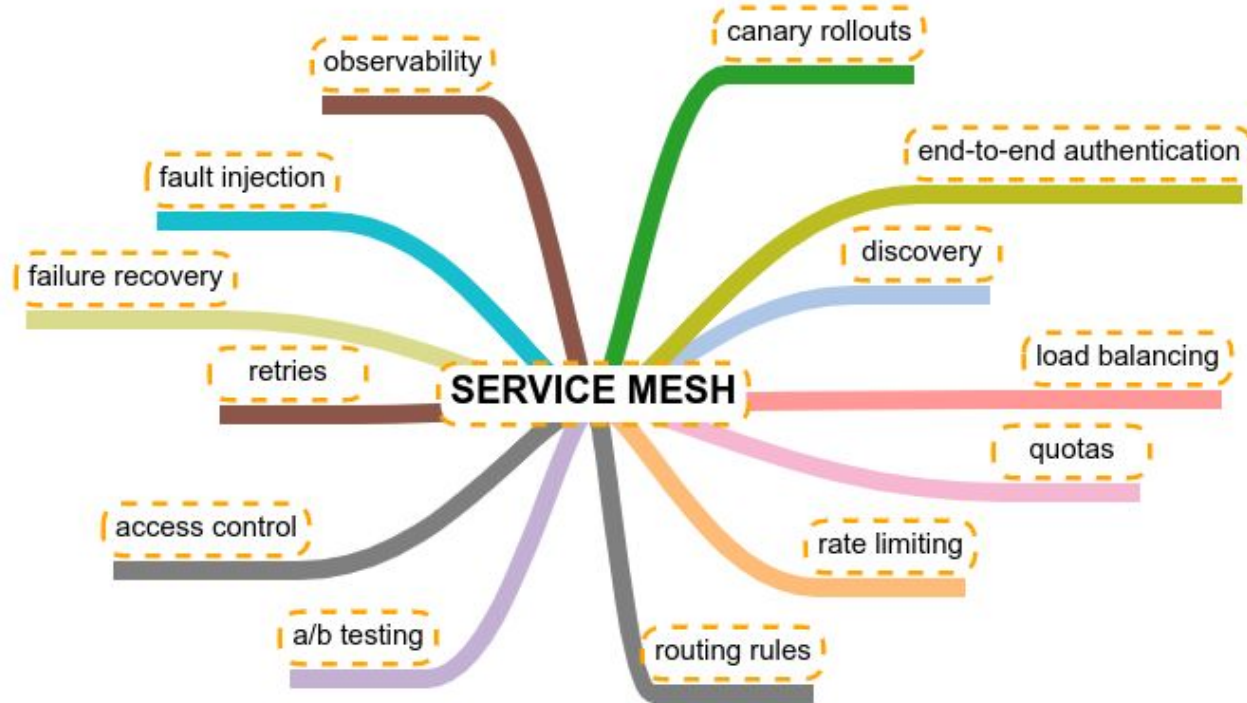 canary rollouts
observability
end-to-end authentication
fault injection
discovery
failure recovery
load balancing
retries
SERVICE MESH
quotas
access control
rate limiting
a/b testing
routing rules